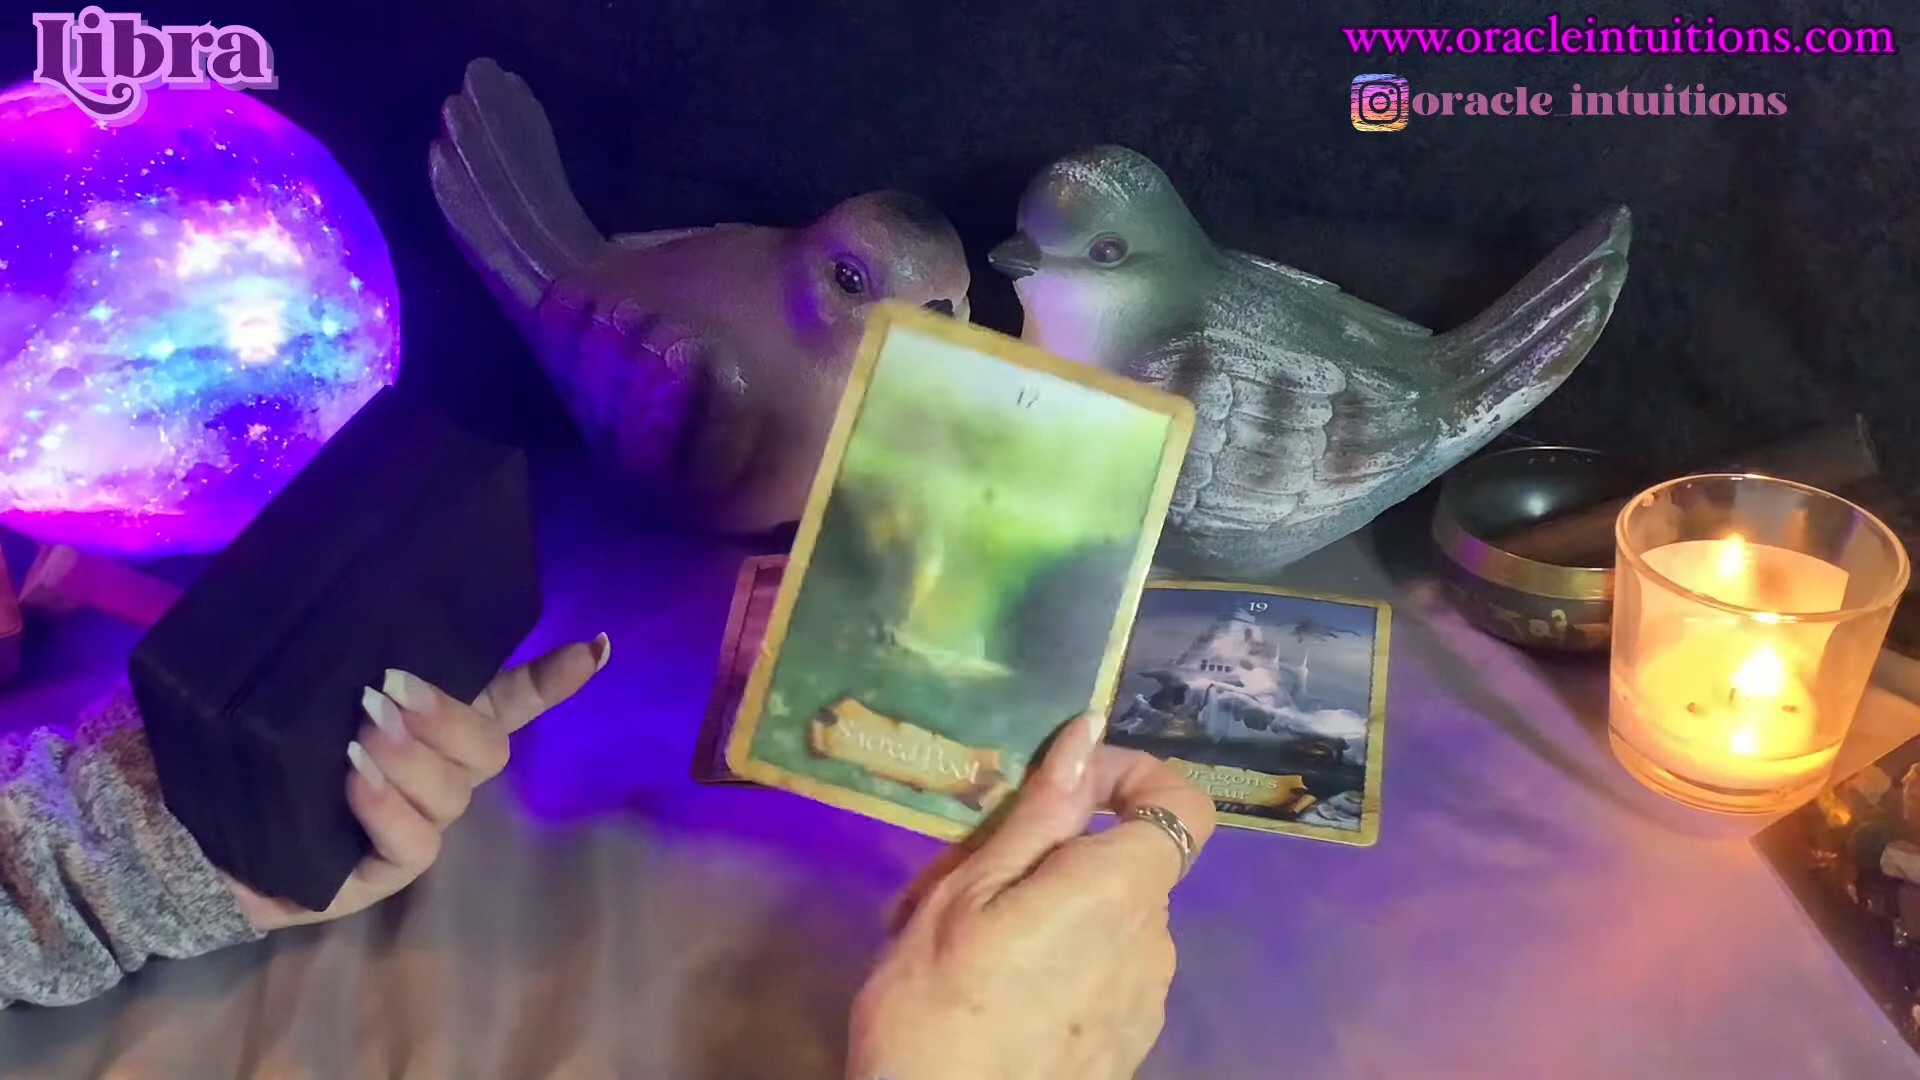 Libra
www.oracleintuitions.com
oracle_intuitions
17
Sacred Pool
19
Dragon's
Lair